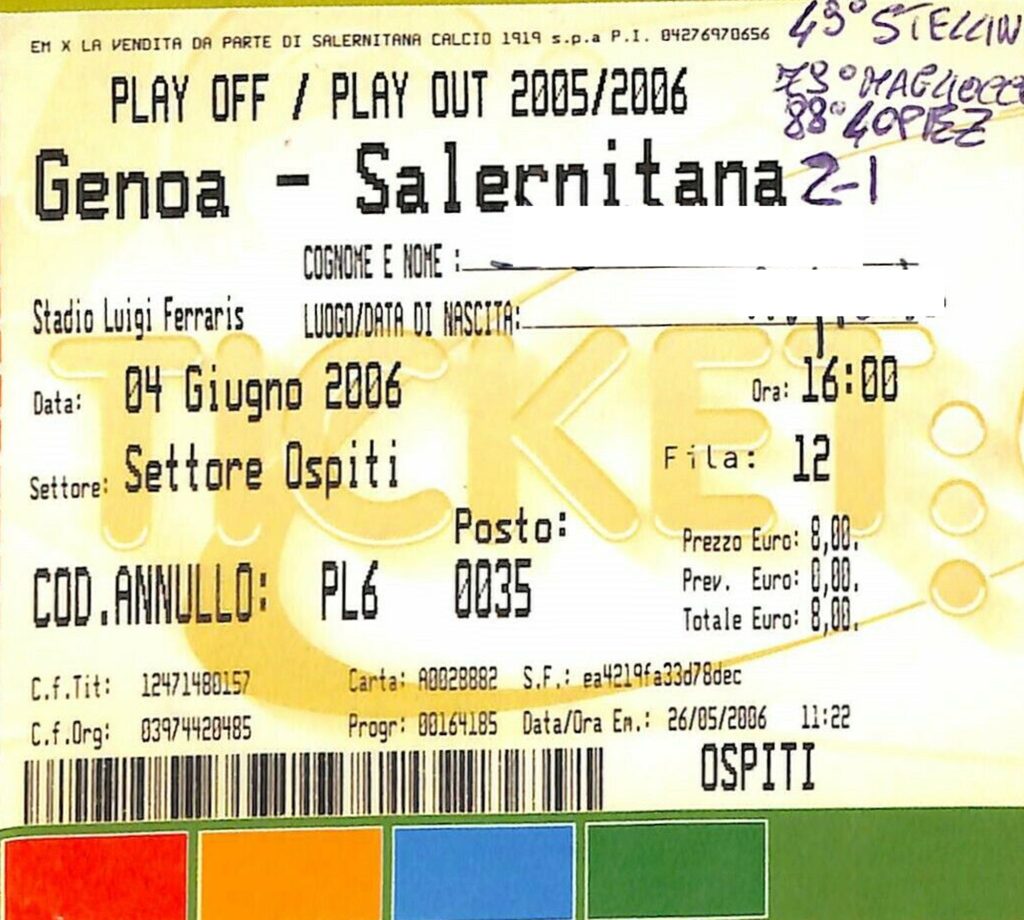 EM X LA VENDITA DA PARTE DI SALERNITANA CALCIO 1919 s.p.a P.I. 04276970656
49° STELLIN
PLAY OFF / PLAY OUT 2005/2006
79° MAGLIOCCO
88° LOPEZ
Genoa - Salernitana 2-1
COGNOME E NOME :
Stadio Luigi Ferraris
LUOGO/DATA DI NASCITA:
TICKET
Data: 04 Giugno 2006
Ora: 16:00
Settore: Settore Ospiti
Fila: 12
Posto:
Prezzo Euro: 8,00.
COD.ANNULLO: PL6 0035
Prev. Euro: 0,00.
Totale Euro: 8,00.
C.f.Tit: 12471480157 Carta: A0028882 S.F.: ea4219fa33d78dec
C.f.Org: 03974420485 Progr: 00164185 Data/Ora Em.: 26/05/2006 11:22
OSPITI